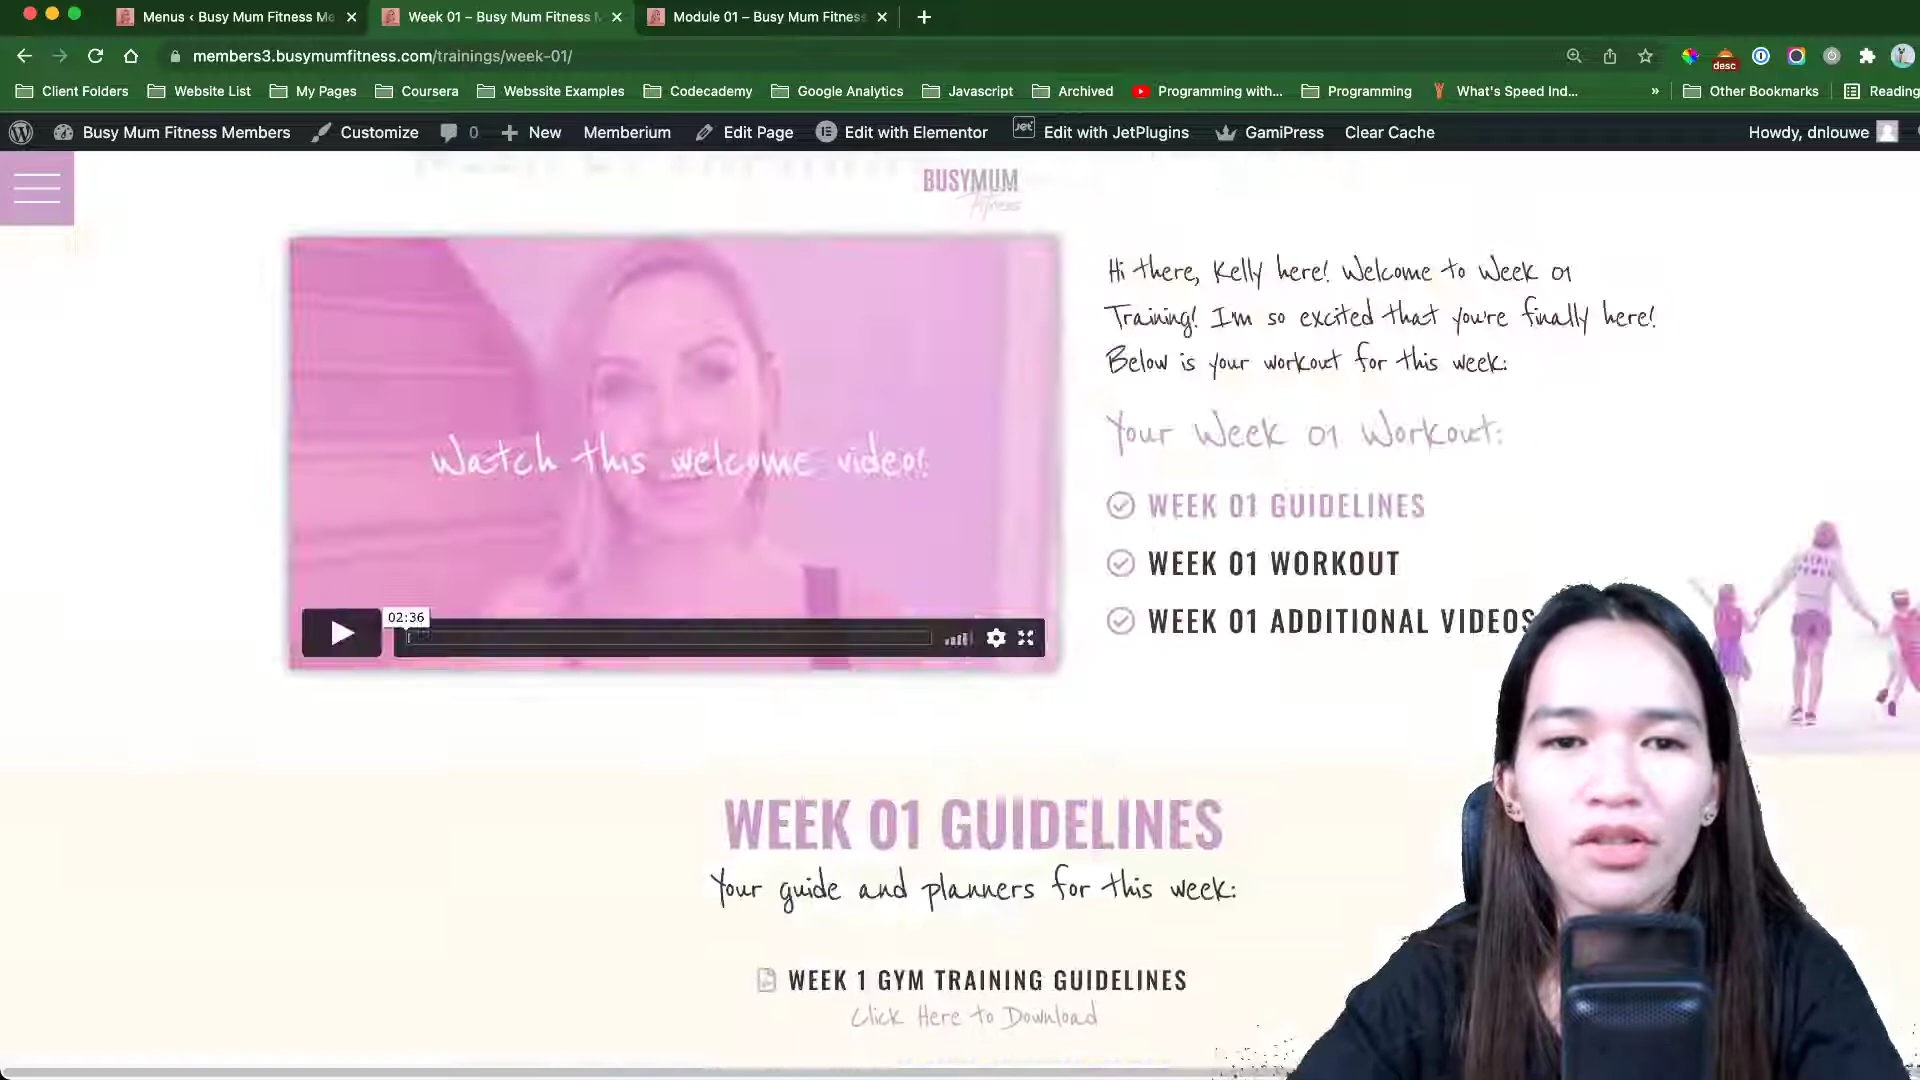 Menus ‹ Busy Mum Fitness Me
Week 01 – Busy Mum Fitness M
Module 01 – Busy Mum Fitness
members3.busymumfitness.com/trainings/week-01/
desc
Client Folders
Website List
My Pages
Coursera
Webssite Examples
Codecademy
Google Analytics
Javascript
Archived
Programming with...
Programming
What's Speed Ind...
»
Other Bookmarks
Reading
Busy Mum Fitness Members
Customize
0
New
Memberium
Edit Page
Edit with Elementor
Jet
Edit with JetPlugins
GamiPress
Clear Cache
Howdy, dnlouwe
BUSYMUM
Fitness
Watch this welcome video!
02:36
Hi there, Kelly here! Welcome to Week 01
Training! I'm so excited that you're finally here!
Below is your workout for this week:
Your Week 01 Workout:
WEEK 01 GUIDELINES
WEEK 01 WORKOUT
WEEK 01 ADDITIONAL VIDEOS
WEEK 01 GUIDELINES
Your guide and planners for this week:
WEEK 1 GYM TRAINING GUIDELINES
Click Here to Download